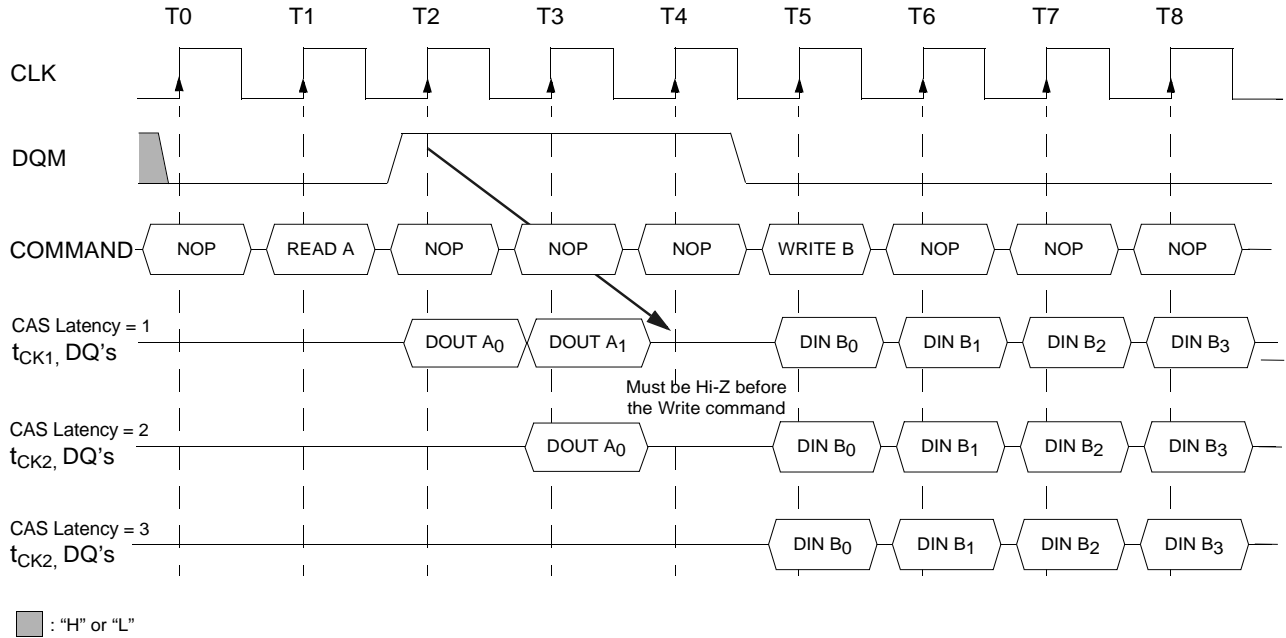 T0 T1 T2 T3 T4 T5 T6 T7 T8
CLK
DQM
COMMAND NOP READ A NOP NOP NOP WRITE B NOP NOP NOP
CAS Latency = 1
tCK1, DQ's DOUT A0 DOUT A1 DIN B0 DIN B1 DIN B2 DIN B3
Must be Hi-Z before
the Write command
CAS Latency = 2
tCK2, DQ's DOUT A0 DIN B0 DIN B1 DIN B2 DIN B3
CAS Latency = 3
tCK2, DQ's DIN B0 DIN B1 DIN B2 DIN B3
: “H” or “L”